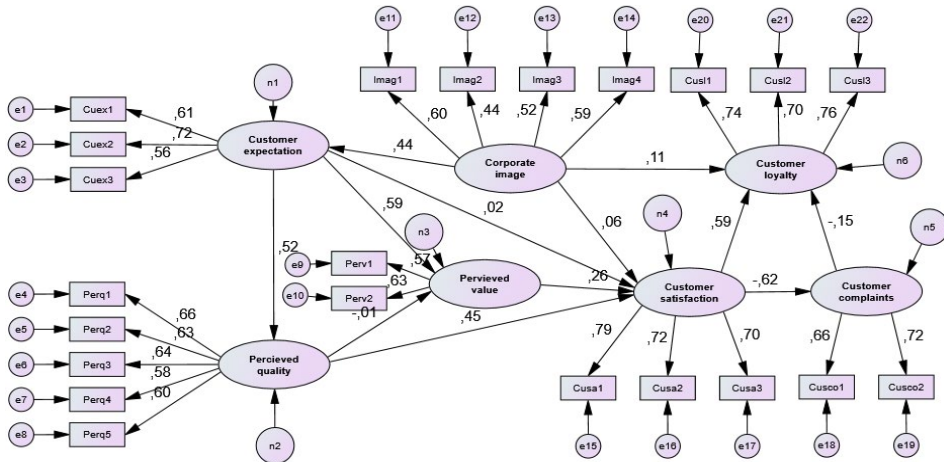 e11
e12
e13
e14
e20
e21
e22
Imag1
Imag2
Imag3
Imag4
Cusl1
Cusl2
Cusl3
n1
e1
Cuex1
,61
e2
Cuex2
,72
e3
Cuex3
,56
Customer
expectation
,60
,44
,52
,59
,44
Corporate
image
,74
,70
,76
,11
Customer
loyalty
n6
,59
,02
,06
n4
,59
-,15
n5
,52
n3
e9
Perv1
,57
e10
Perv2
,63
Pervieved
value
,26
Customer
satisfaction
-,62
Customer
complaints
-,01
,45
e4
Perq1
,66
e5
Perq2
,63
e6
Perq3
,64
e7
Perq4
,58
e8
Perq5
,60
Percieved
quality
n2
,79
,72
,70
,66
,72
Cusa1
Cusa2
Cusa3
Cusco1
Cusco2
e15
e16
e17
e18
e19